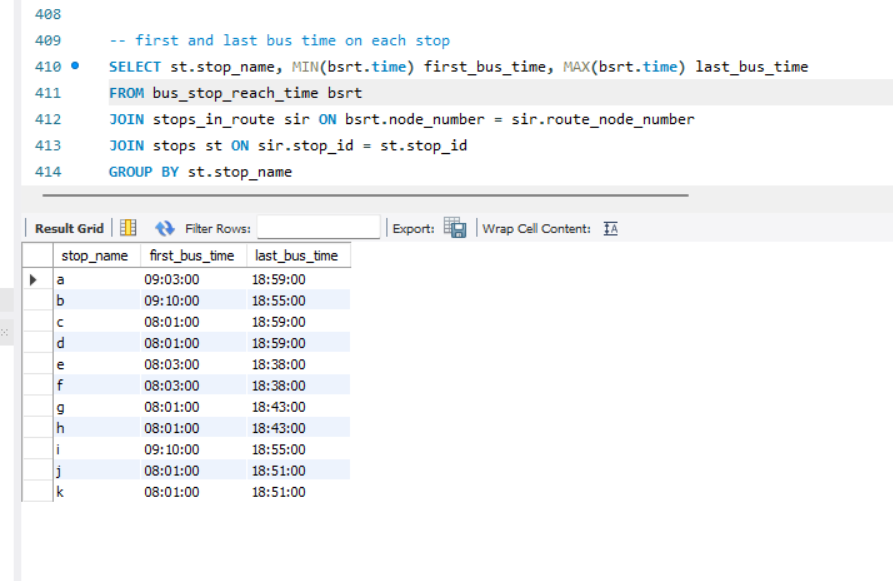 408
409 -- first and last bus time on each stop
410 SELECT st.stop_name, MIN(bsrt.time) first_bus_time, MAX(bsrt.time) last_bus_time
411 FROM bus_stop_reach_time bsrt
412 JOIN stops_in_route sir ON bsrt.node_number = sir.route_node_number
413 JOIN stops st ON sir.stop_id = st.stop_id
414 GROUP BY st.stop_name
Result Grid Filter Rows: Export: Wrap Cell Content: IA
stop_name first_bus_time last_bus_time
a 09:03:00 18:59:00
b 09:10:00 18:55:00
c 08:01:00 18:59:00
d 08:01:00 18:59:00
e 08:03:00 18:38:00
f 08:03:00 18:38:00
g 08:01:00 18:43:00
h 08:01:00 18:43:00
i 09:10:00 18:55:00
j 08:01:00 18:51:00
k 08:01:00 18:51:00